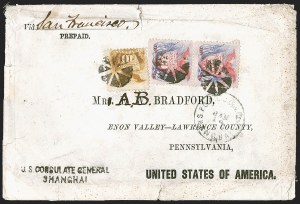 Via San Francisco.
PREPAID.
Mrs. A.B. BRADFORD,
ENON VALLEY—LAWRENCE COUNTY,
PENNSYLVANIA,
UNITED STATES OF AMERICA.
U.S CONSULATE GENERAL
SHANGHAI